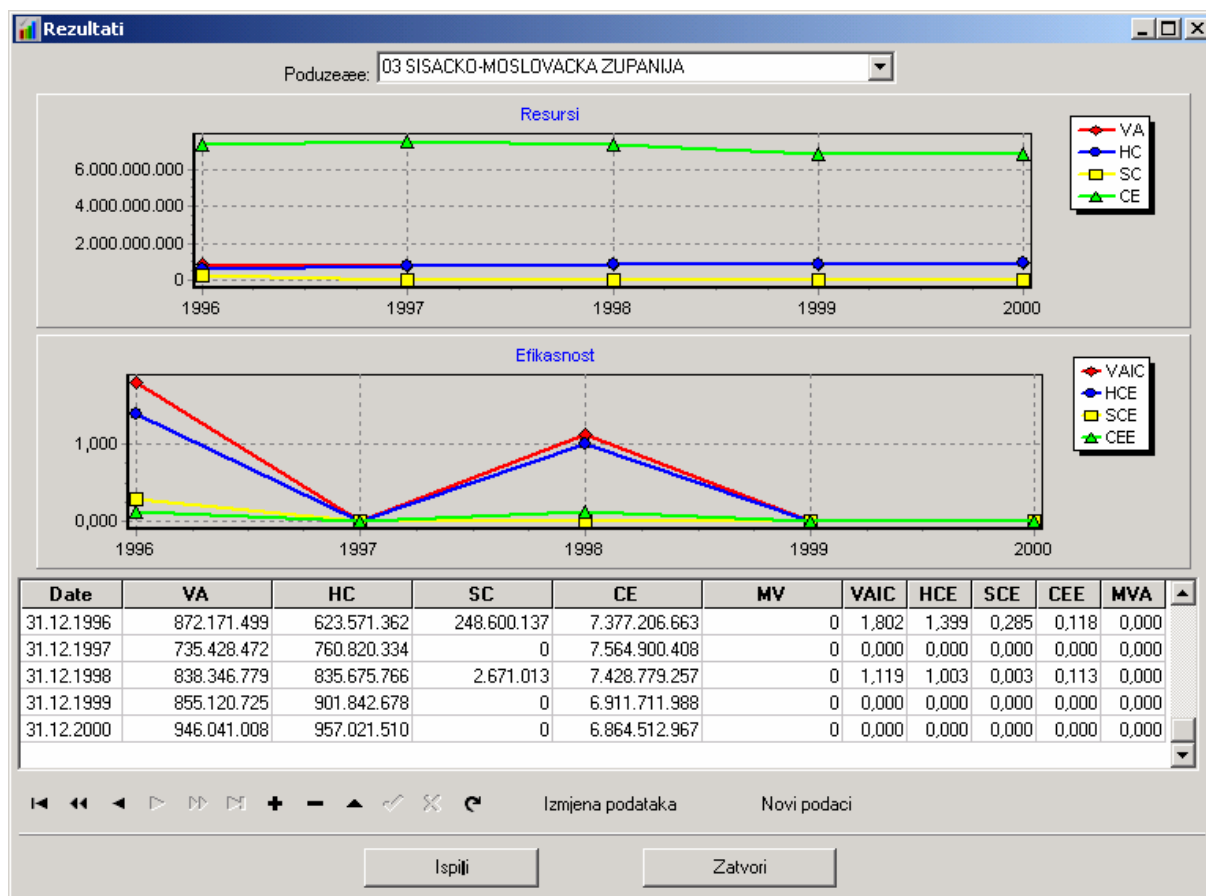 Rezultati
Poduzeæe: 03 SISACKO-MOSLOVACKA ZUPANIJA
Resursi
6.000.000.000
4.000.000.000
2.000.000.000
0
1996 1997 1998 1999 2000
VA
HC
SC
CE
Efikasnost
1,000
0,000
1996 1997 1998 1999 2000
VAIC
HCE
SCE
CEE
Date VA HC SC CE MV VAIC HCE SCE CEE MVA
31.12.1996 872.171.499 623.571.362 248.600.137 7.377.206.663 0 1,802 1,399 0,285 0,118 0,000
31.12.1997 735.428.472 760.820.334 0 7.564.900.408 0 0,000 0,000 0,000 0,000 0,000
31.12.1998 838.346.779 835.675.766 2.671.013 7.428.779.257 0 1,119 1,003 0,003 0,113 0,000
31.12.1999 855.120.725 901.842.678 0 6.911.711.988 0 0,000 0,000 0,000 0,000 0,000
31.12.2000 946.041.008 957.021.510 0 6.864.512.967 0 0,000 0,000 0,000 0,000 0,000
Izmjena podataka Novi podaci
Ispiši Zatvori